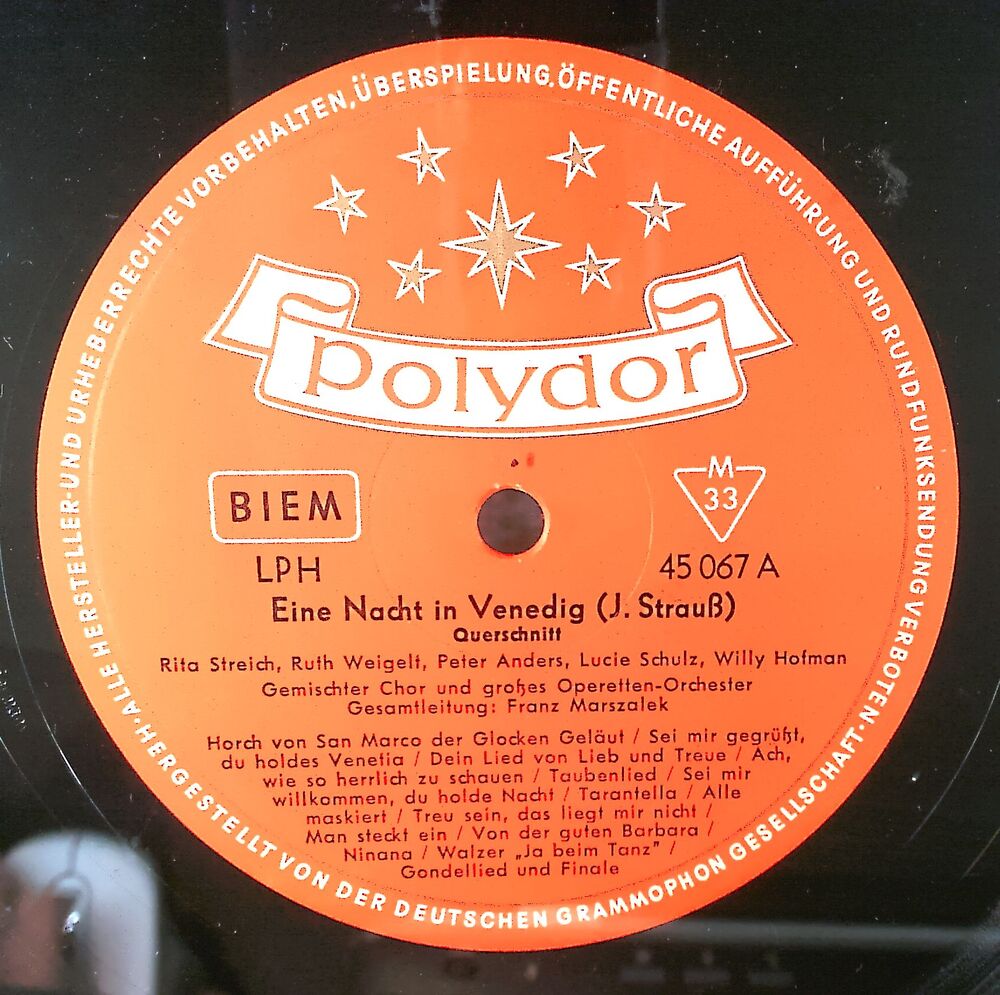 ALLE HERSTELLER-UND URHEBERRECHTE VORBEHALTEN,ÜBERSPIELUNG,ÖFFENTLICHE AUFFÜHRUNG UND RUNDFUNKSENDUNG VERBOTEN·
polydor
BIEM
M
33
LPH
45 067 A
Eine Nacht in Venedig (J. Strauß)
Querschnitt
Rita Streich, Ruth Weigelt, Peter Anders, Lucie Schulz, Willy Hofman
Gemischter Chor und großes Operetten-Orchester
Gesamtleitung: Franz Marszalek
Horch von San Marco der Glocken Geläut / Sei mir gegrüßt,
du holdes Venetia / Dein Lied von Lieb und Treue / Ach,
wie so herrlich zu schauen / Taubenlied / Sei mir
willkommen, du holde Nacht / Tarantella / Alle
maskiert / Treu sein, das liegt mir nicht /
Man steckt ein / Von der guten Barbara /
Ninana / Walzer „Ja beim Tanz" /
Gondellied und Finale
·HERGESTELLT VON DER DEUTSCHEN GRAMMOPHON GESELLSCHAFT·